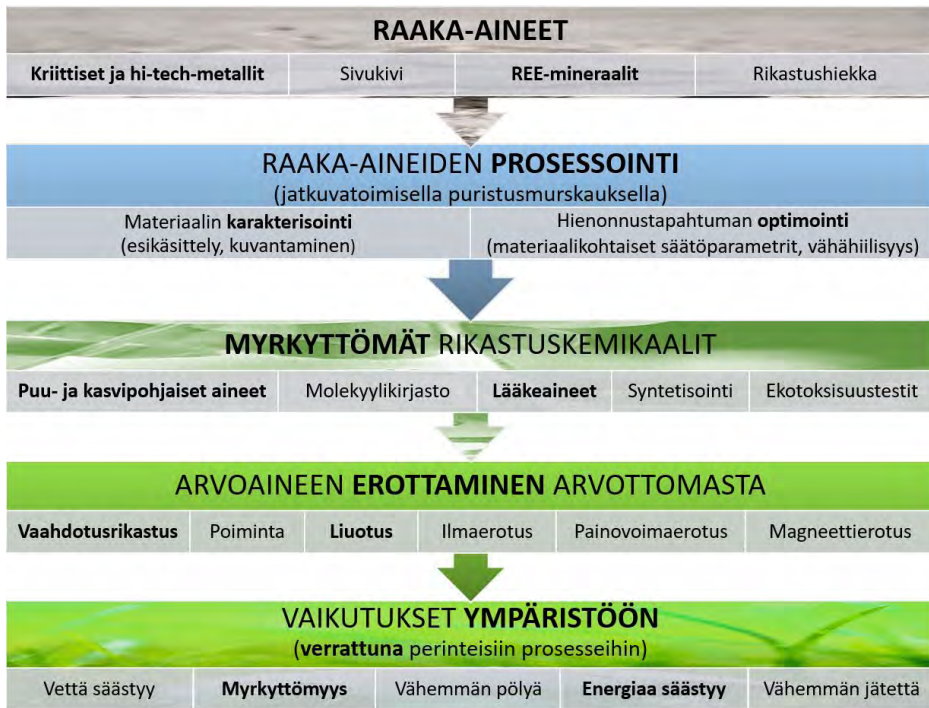 RAAKA-AINEET
Kriittiset ja hi-tech-metallit
Sivukivi
REE-mineraalit
Rikastushiekka
RAAKA-AINEIDEN PROSESSOINTI
(jatkuvatoimisella puristusmurskauksella)
Materiaalin karakterisointi
(esikäsittely, kuvantaminen)
Hienonnustapahtuman optimointi
(materiaalikohtaiset säätöparametrit, vähähiilisyys)
MYRKYTTÖMÄT RIKASTUSKEMIKAALIT
Puu- ja kasvipohjaiset aineet
Molekyylikirjasto
Lääkeaineet
Syntetisointi
Ekotoksisuustestit
ARVOAINEEN EROTTAMINEN ARVOTTOMASTA
Vaahdotusrikastus
Poiminta
Liuotus
Ilmaerotus
Painovoimaerotus
Magneettierotus
VAIKUTUKSET YMPÄRISTÖÖN
(verrattuna perinteisiin prosesseihin)
Vettä säästyy
Myrkyttömyys
Vähemmän pölyä
Energiaa säästyy
Vähemmän jätettä